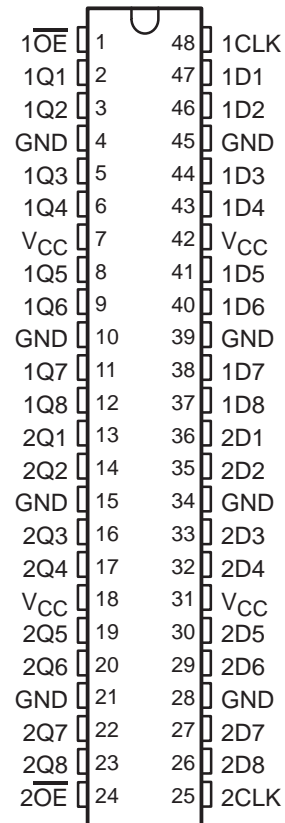 1OE 1 48 1CLK
1Q1 2 47 1D1
1Q2 3 46 1D2
GND 4 45 GND
1Q3 5 44 1D3
1Q4 6 43 1D4
VCC 7 42 VCC
1Q5 8 41 1D5
1Q6 9 40 1D6
GND 10 39 GND
1Q7 11 38 1D7
1Q8 12 37 1D8
2Q1 13 36 2D1
2Q2 14 35 2D2
GND 15 34 GND
2Q3 16 33 2D3
2Q4 17 32 2D4
VCC 18 31 VCC
2Q5 19 30 2D5
2Q6 20 29 2D6
GND 21 28 GND
2Q7 22 27 2D7
2Q8 23 26 2D8
2OE 24 25 2CLK